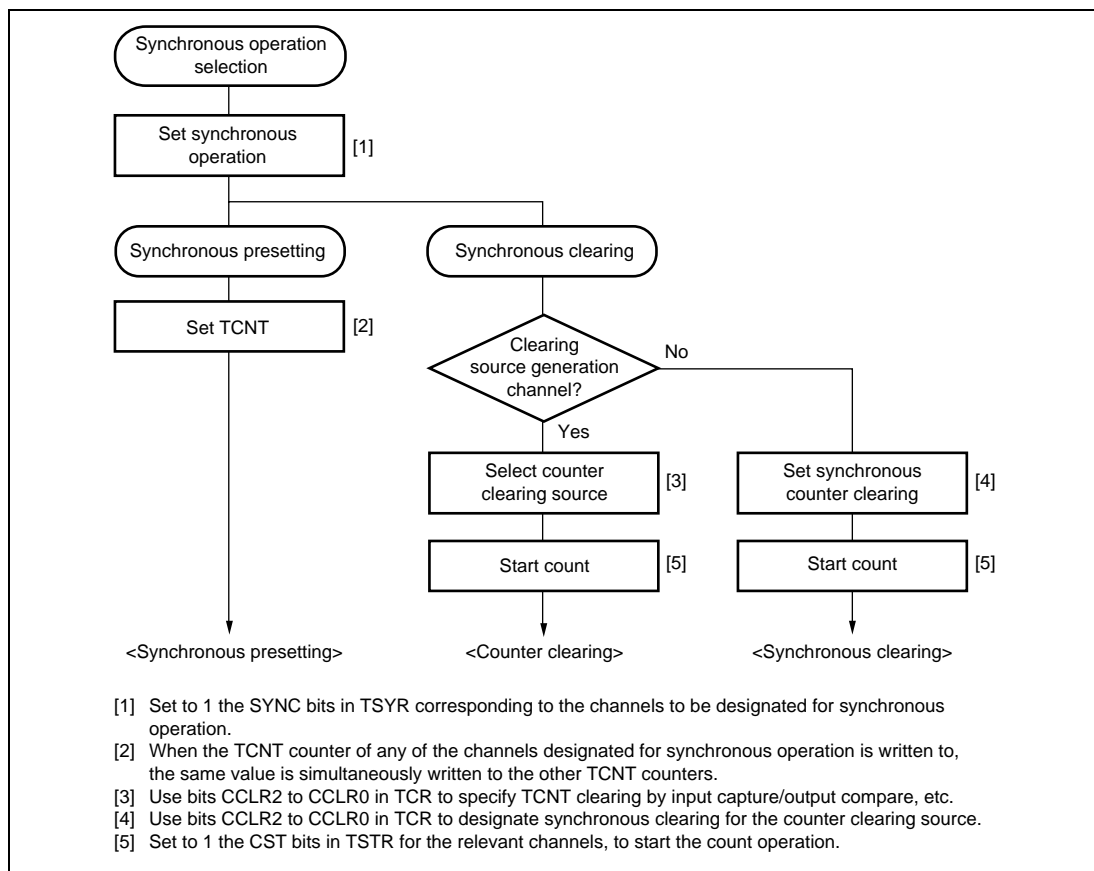 Synchronous operation
selection
Set synchronous
operation
[1]
Synchronous presetting
Synchronous clearing
Set TCNT
[2]
Clearing
source generation
channel?
No
Yes
Select counter
clearing source
[3]
Set synchronous
counter clearing
[4]
Start count
[5]
Start count
[5]
<Synchronous presetting>
<Counter clearing>
<Synchronous clearing>
[1] Set to 1 the SYNC bits in TSYR corresponding to the channels to be designated for synchronous
operation.
[2] When the TCNT counter of any of the channels designated for synchronous operation is written to,
the same value is simultaneously written to the other TCNT counters.
[3] Use bits CCLR2 to CCLR0 in TCR to specify TCNT clearing by input capture/output compare, etc.
[4] Use bits CCLR2 to CCLR0 in TCR to designate synchronous clearing for the counter clearing source.
[5] Set to 1 the CST bits in TSTR for the relevant channels, to start the count operation.